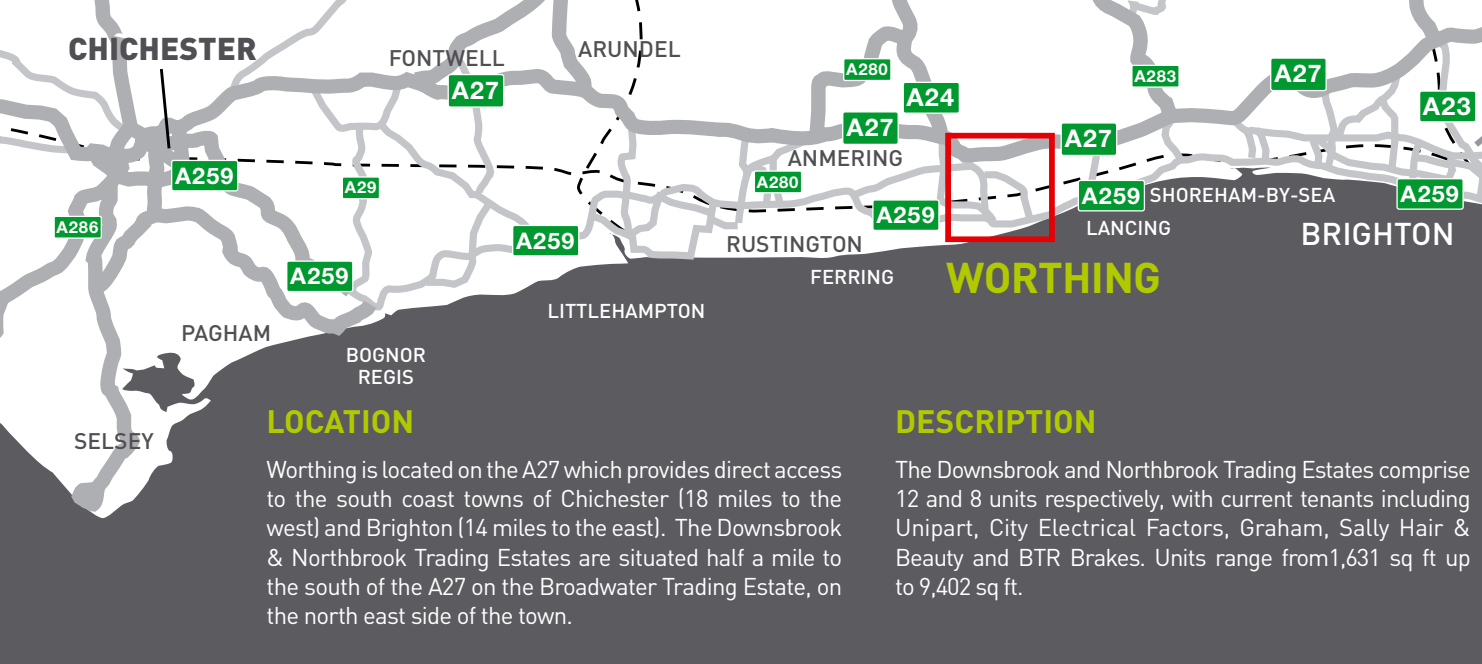 CHICHESTER
FONTWELL
ARUNDEL
A27
A280
A24
A283
A27
A23
A27
A27
ANMERING
A259
A29
A280
A259
A259
A259
SHOREHAM-BY-SEA
A286
A259
RUSTINGTON
LANCING
BRIGHTON
A259
FERRING
WORTHING
LITTLEHAMPTON
PAGHAM
BOGNOR
REGIS
SELSEY
LOCATION
Worthing is located on the A27 which provides direct access
to the south coast towns of Chichester (18 miles to the
west) and Brighton (14 miles to the east). The Downsbrook
& Northbrook Trading Estates are situated half a mile to
the south of the A27 on the Broadwater Trading Estate, on
the north east side of the town.
DESCRIPTION
The Downsbrook and Northbrook Trading Estates comprise
12 and 8 units respectively, with current tenants including
Unipart, City Electrical Factors, Graham, Sally Hair &
Beauty and BTR Brakes. Units range from1,631 sq ft up
to 9,402 sq ft.